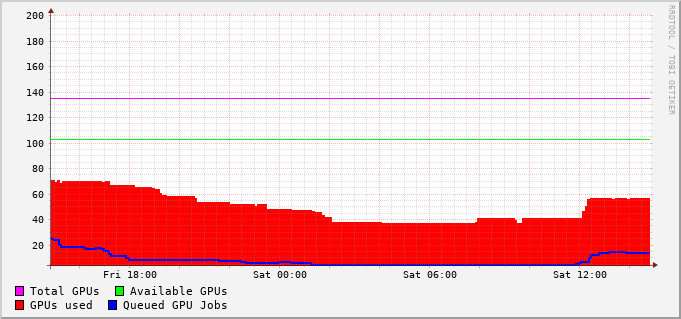 200
180
160
140
120
100
80
60
40
20
Fri 18:00 Sat 00:00 Sat 06:00 Sat 12:00
Total GPUs Available GPUs
GPUs used Queued GPU Jobs
RRDTOOL / TOBI OETIKER